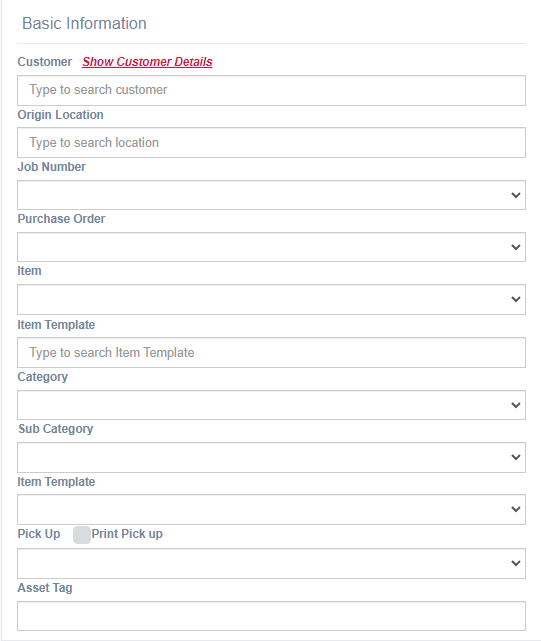 Basic Information
Customer Show Customer Details
Type to search customer
Origin Location
Type to search location
Job Number
Purchase Order
Item
Item Template
Type to search Item Template
Category
Sub Category
Item Template
Pick Up Print Pick up
Asset Tag